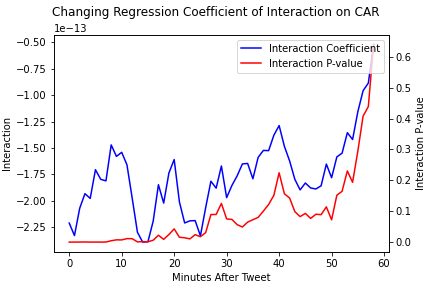 Changing Regression Coefficient of Interaction on CAR
1e−13
Interaction Coefficient
Interaction P-value
−0.50
−0.75
−1.00
−1.25
−1.50
−1.75
−2.00
−2.25
Interaction
0.6
0.5
0.4
0.3
0.2
0.1
0.0
Interaction P-value
0 10 20 30 40 50 60
Minutes After Tweet